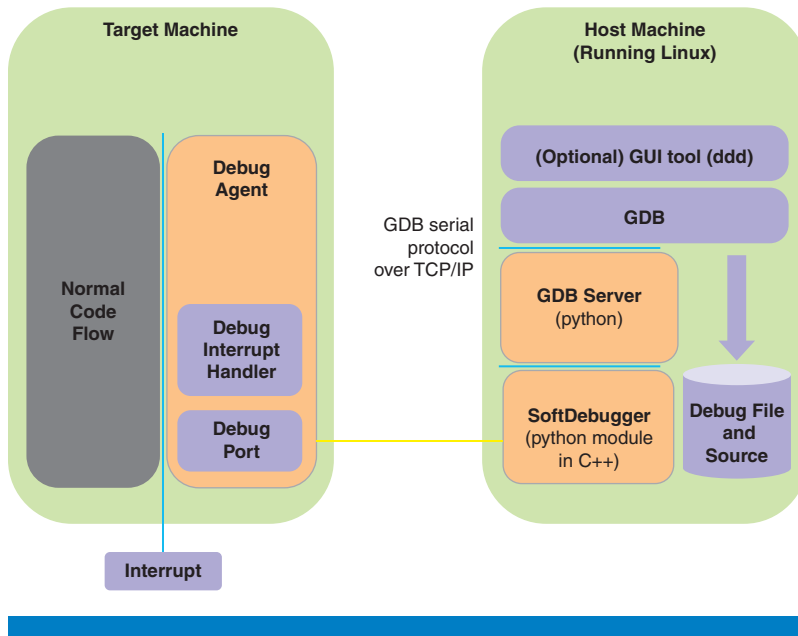 Target Machine
Host Machine
(Running Linux)
Normal
Code
Flow
Debug
Agent
Debug
Interrupt
Handler
Debug
Port
Interrupt
GDB serial
protocol
over TCP/IP
(Optional) GUI tool (ddd)
GDB
GDB Server
(python)
SoftDebugger
(python module
in C++)
Debug File
and
Source